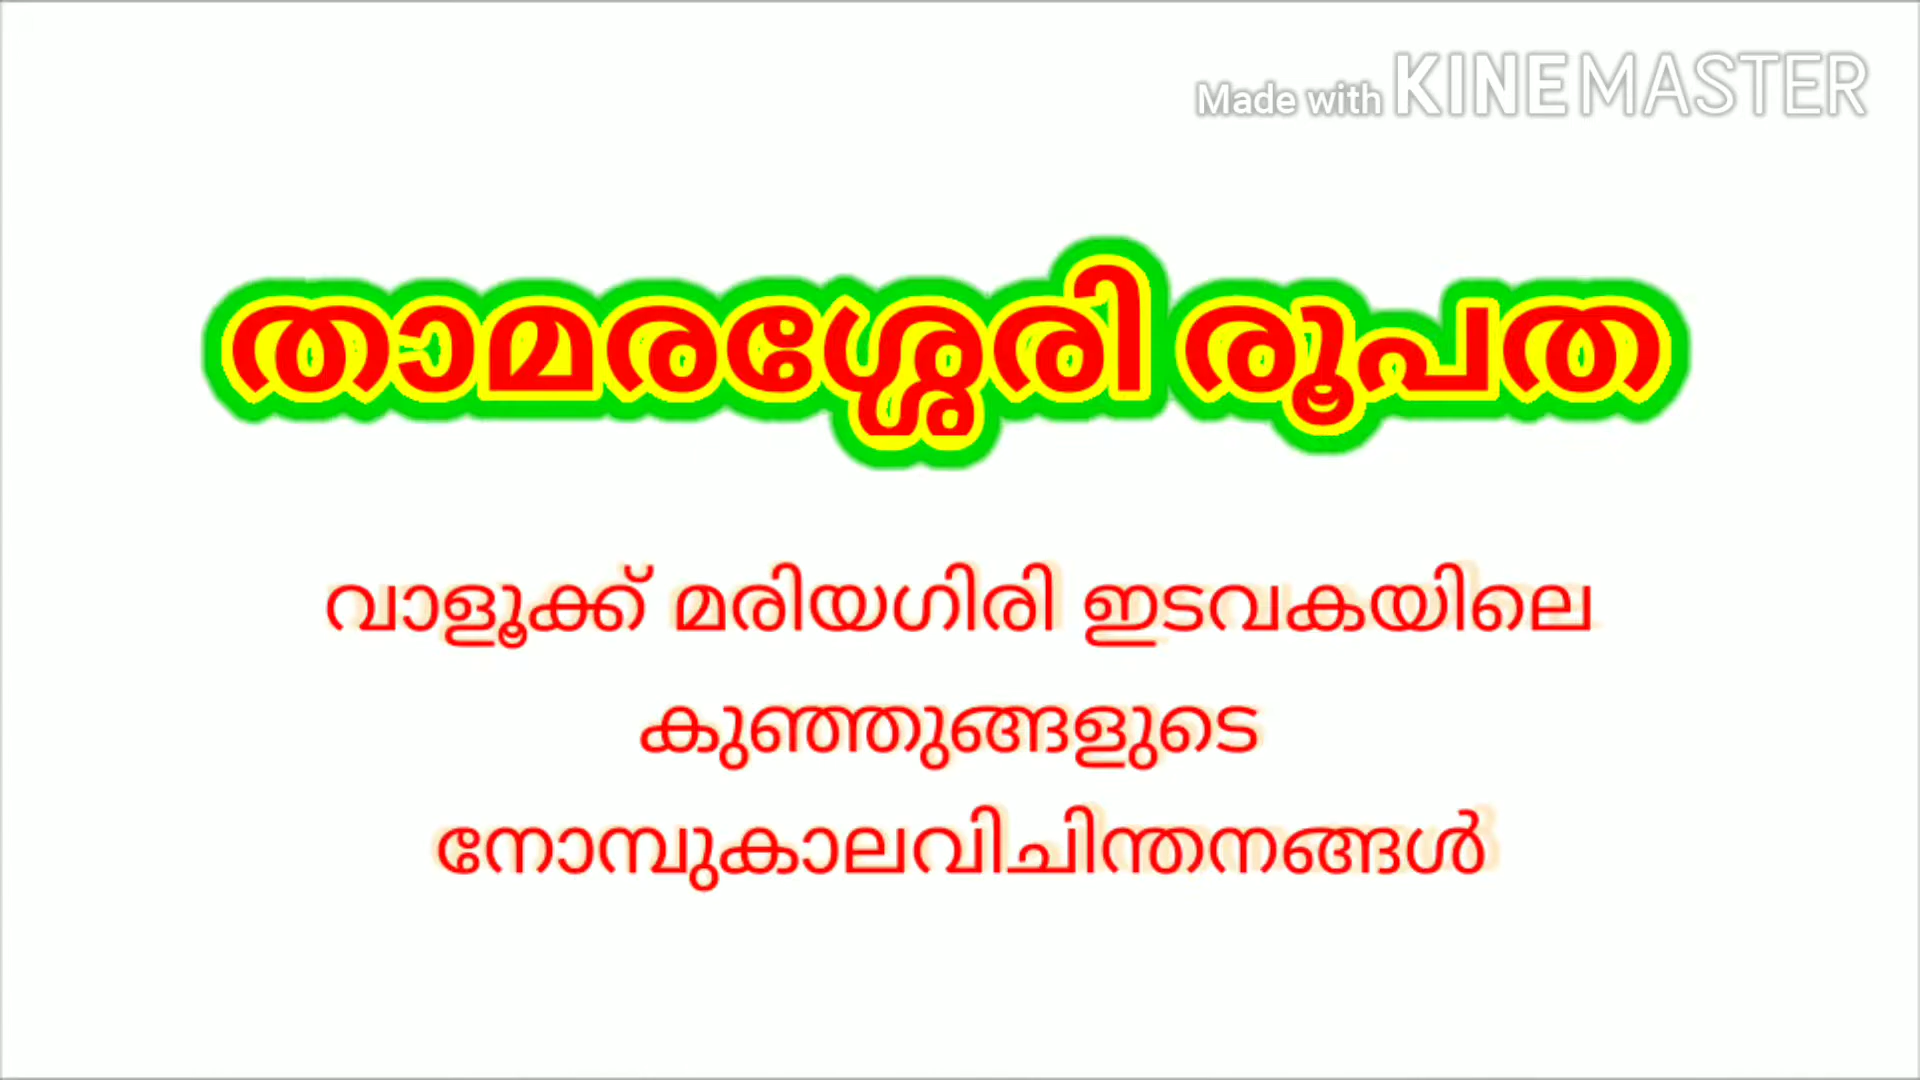 Made with KINEMASTER
താമരശ്ശേരി രൂപത
വാളൂക്ക് മരിയഗിരി ഇടവകയിലെ
കുഞ്ഞുങ്ങളുടെ
നോമ്പുകാലവിചിന്തനങ്ങൾ